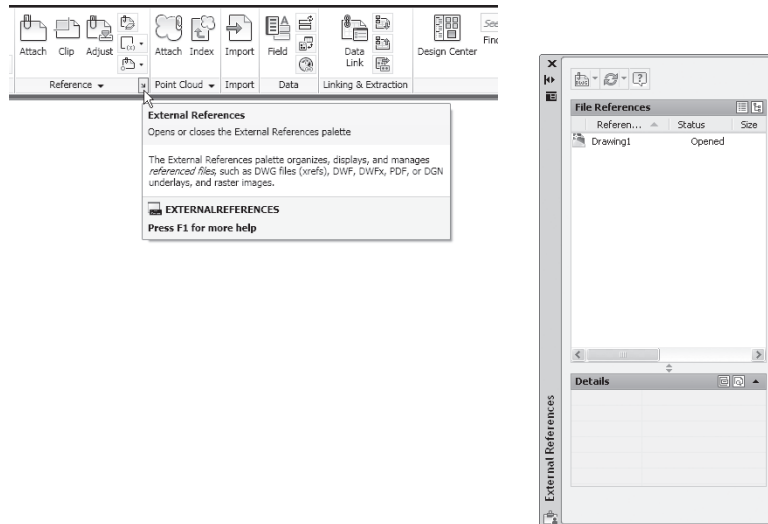 Attach Clip Adjust Attach Index Import Field Data Link Design Center
Reference Point Cloud Import Data Linking & Extraction
External References
Opens or closes the External References palette
The External References palette organizes, displays, and manages
referenced files, such as DWG files (xrefs), DWF, DWFx, PDF, or DGN
underlays, and raster images.
EXTERNALREFERENCES
Press F1 for more help
File References
Referen... Status Size
Drawing1 Opened
Details
External References